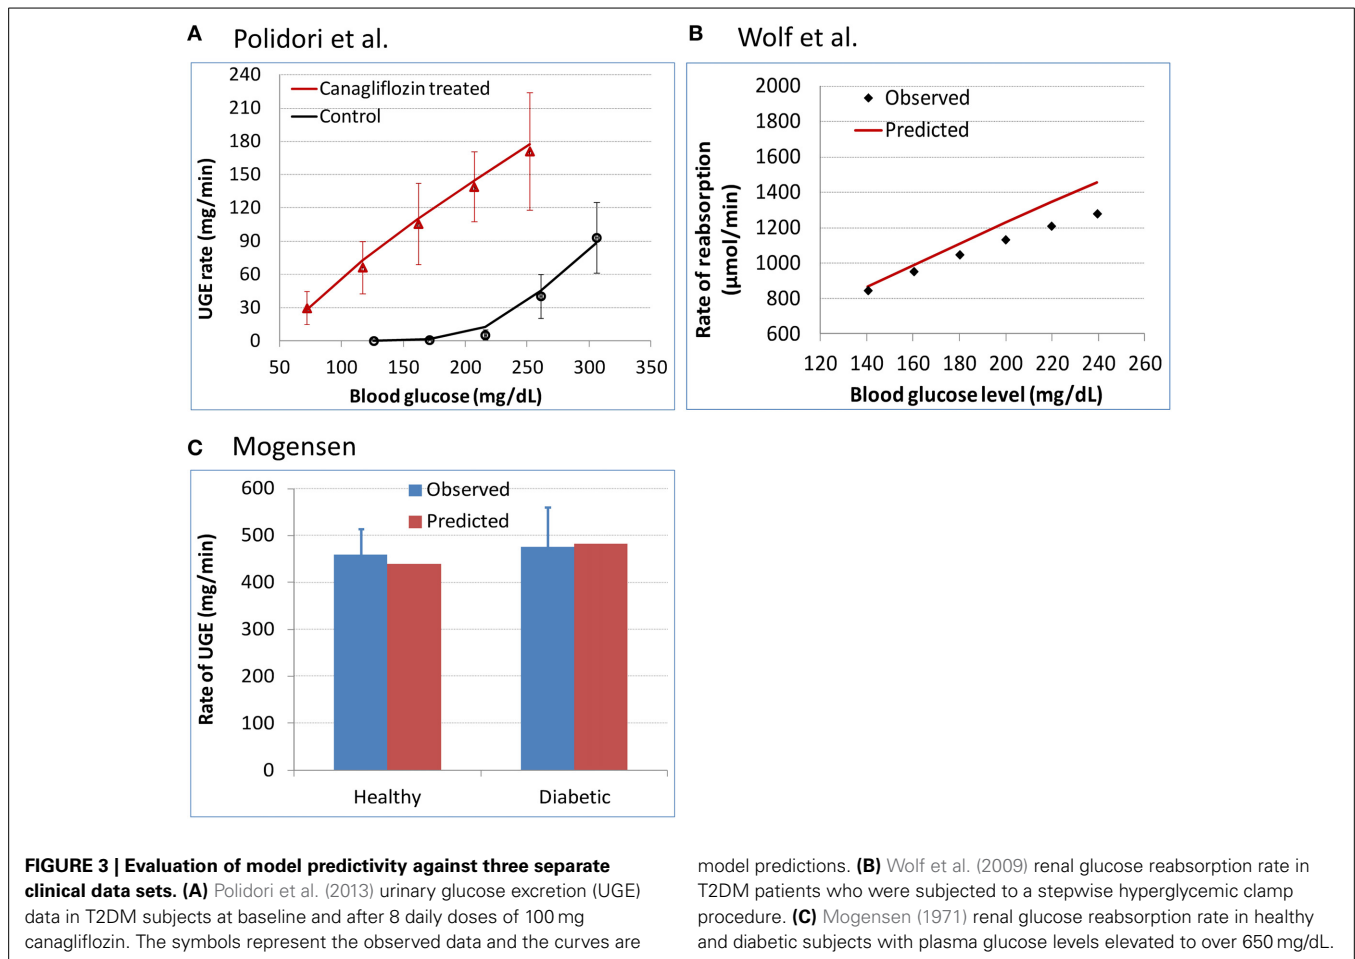 A Polidori et al.
240
210
180
150
120
90
60
30
0
UGE rate (mg/min)
Canagliflozin treated
Control
50 100 150 200 250 300 350
Blood glucose (mg/dL)
B Wolf et al.
2000
1800
1600
1400
1200
1000
800
600
Rate of reabsorption
(µmol/min)
Observed
Predicted
120 140 160 180 200 220 240 260
Blood glucose level (mg/dL)
C Mogensen
600
500
400
300
200
100
0
Rate of UGE (mg/min)
Observed
Predicted
Healthy Diabetic
FIGURE 3 | Evaluation of model predictivity against three separate
clinical data sets. (A) Polidori et al. (2013) urinary glucose excretion (UGE)
data in T2DM subjects at baseline and after 8 daily doses of 100 mg
canagliflozin. The symbols represent the observed data and the curves are
model predictions. (B) Wolf et al. (2009) renal glucose reabsorption rate in
T2DM patients who were subjected to a stepwise hyperglycemic clamp
procedure. (C) Mogensen (1971) renal glucose reabsorption rate in healthy
and diabetic subjects with plasma glucose levels elevated to over 650 mg/dL.